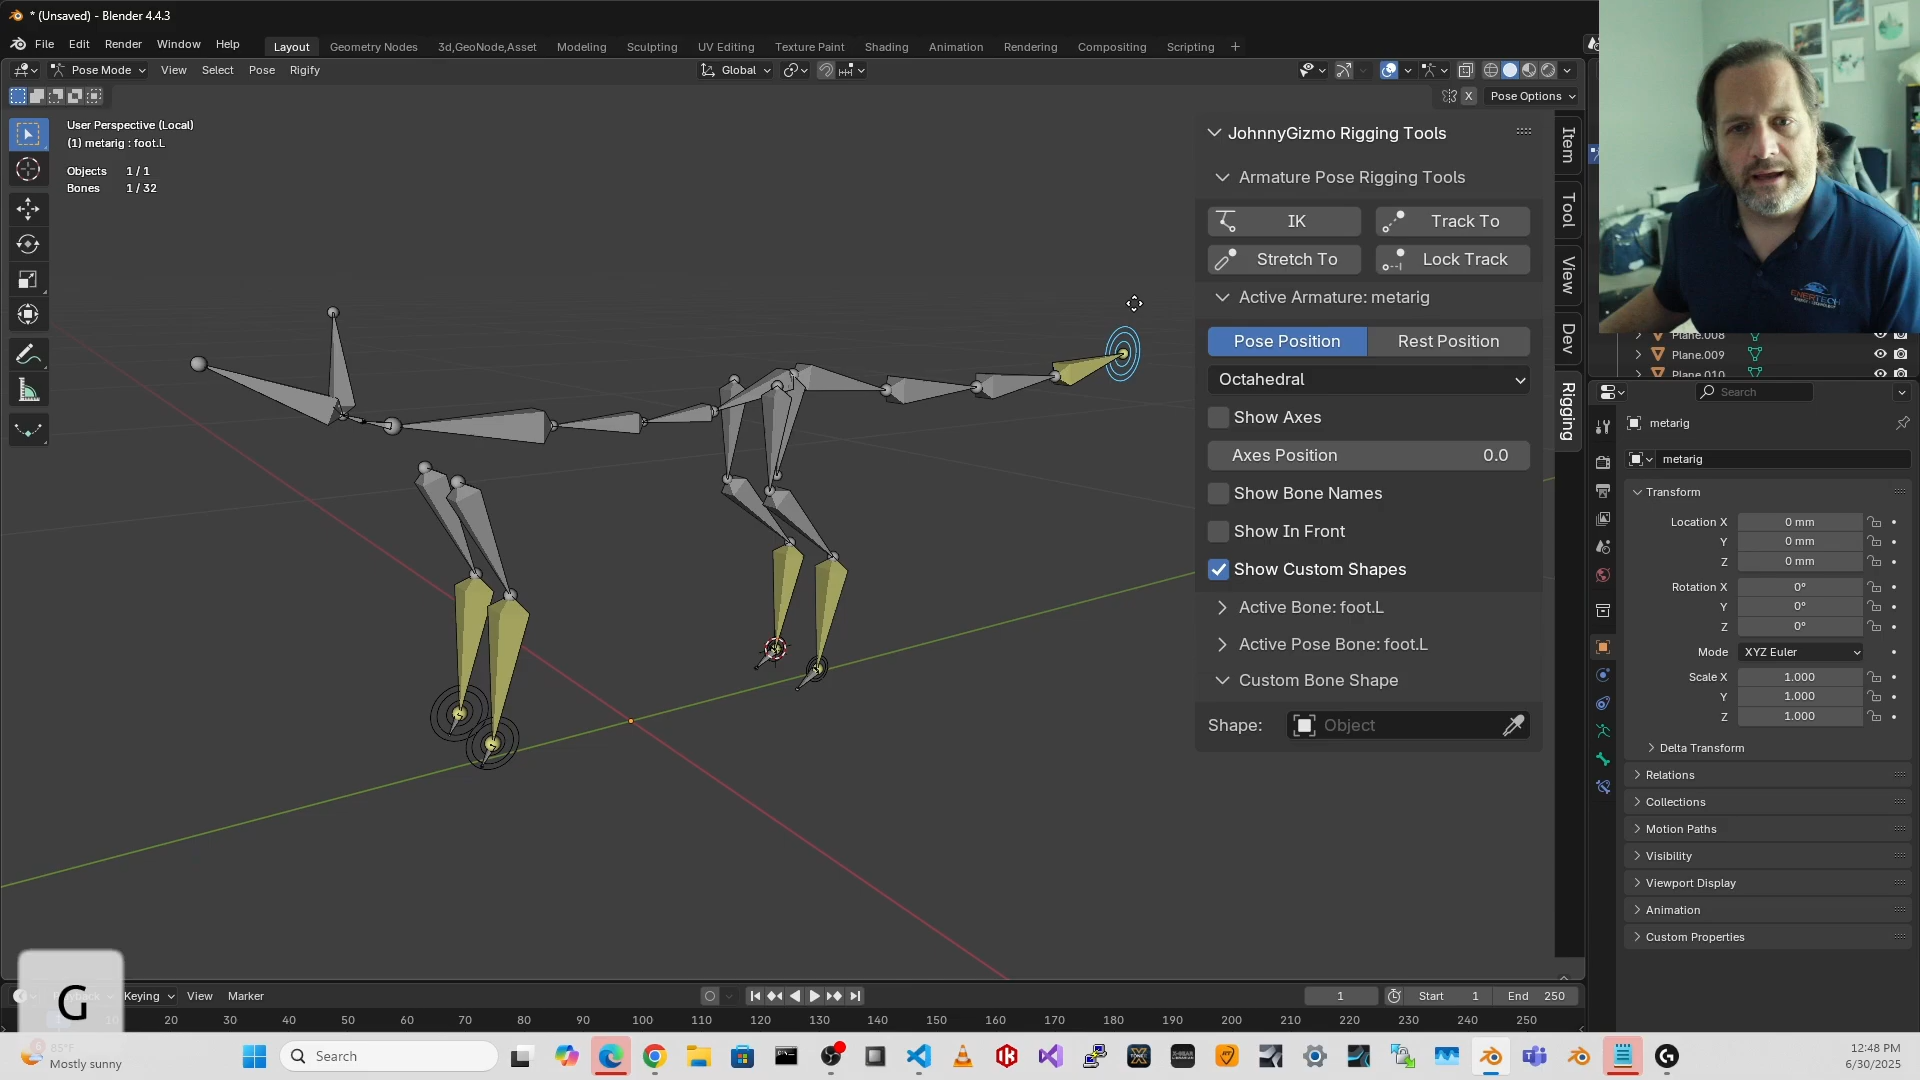 * (Unsaved) - Blender 4.4.3
File Edit Render Window Help
Layout Geometry Nodes 3d,GeoNode,Asset Modeling Sculpting UV Editing Texture Paint Shading Animation Rendering Compositing Scripting +
Pose Mode View Select Pose Rigify
Global
X Pose Options
User Perspective (Local)
(1) metarig : foot.L
Objects 1 / 1
Bones 1 / 32
JohnnyGizmo Rigging Tools
Armature Pose Rigging Tools
IK Track To
Stretch To Lock Track
Active Armature: metarig
Pose Position Rest Position
Octahedral
Show Axes
Axes Position 0.0
Show Bone Names
Show In Front
Show Custom Shapes
Active Bone: foot.L
Active Pose Bone: foot.L
Custom Bone Shape
Shape: Object
Item
Tool
View
Dev
Rigging
ENERTECH
Plane.008
Plane.009
Plane.010
Search
metarig
metarig
Transform
Location X 0 mm
Y 0 mm
Z 0 mm
Rotation X 0°
Y 0°
Z 0°
Mode XYZ Euler
Scale X 1.000
Y 1.000
Z 1.000
Delta Transform
Relations
Collections
Motion Paths
Visibility
Viewport Display
Animation
Custom Properties
G
Keying View Marker
1 Start 1 End 250
10 20 30 40 50 60 70 80 90 100 110 120 130 140 150 160 170 180 190 200 210 220 230 240 250
85°F
Mostly sunny
Search
12:48 PM
6/30/2025